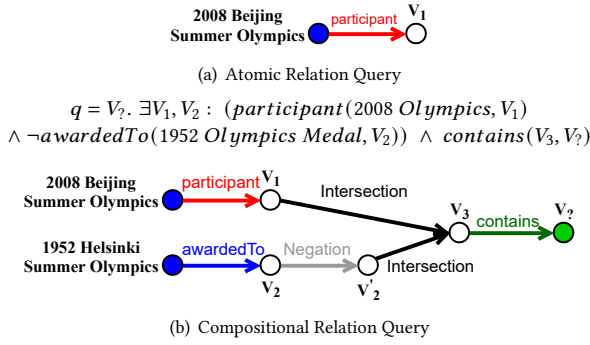 2008 Beijing
Summer Olympics
participant
V₁
(a) Atomic Relation Query
q = V?. ∃V₁, V₂ : (participant(2008 Olympics, V₁)
∧ ¬awardedTo(1952 Olympics Medal, V₂)) ∧ contains(V₃, V?)
2008 Beijing
Summer Olympics
participant
V₁
Intersection
V₃
contains
V?
1952 Helsinki
Summer Olympics
awardedTo
V₂
Negation
V'₂
Intersection
(b) Compositional Relation Query